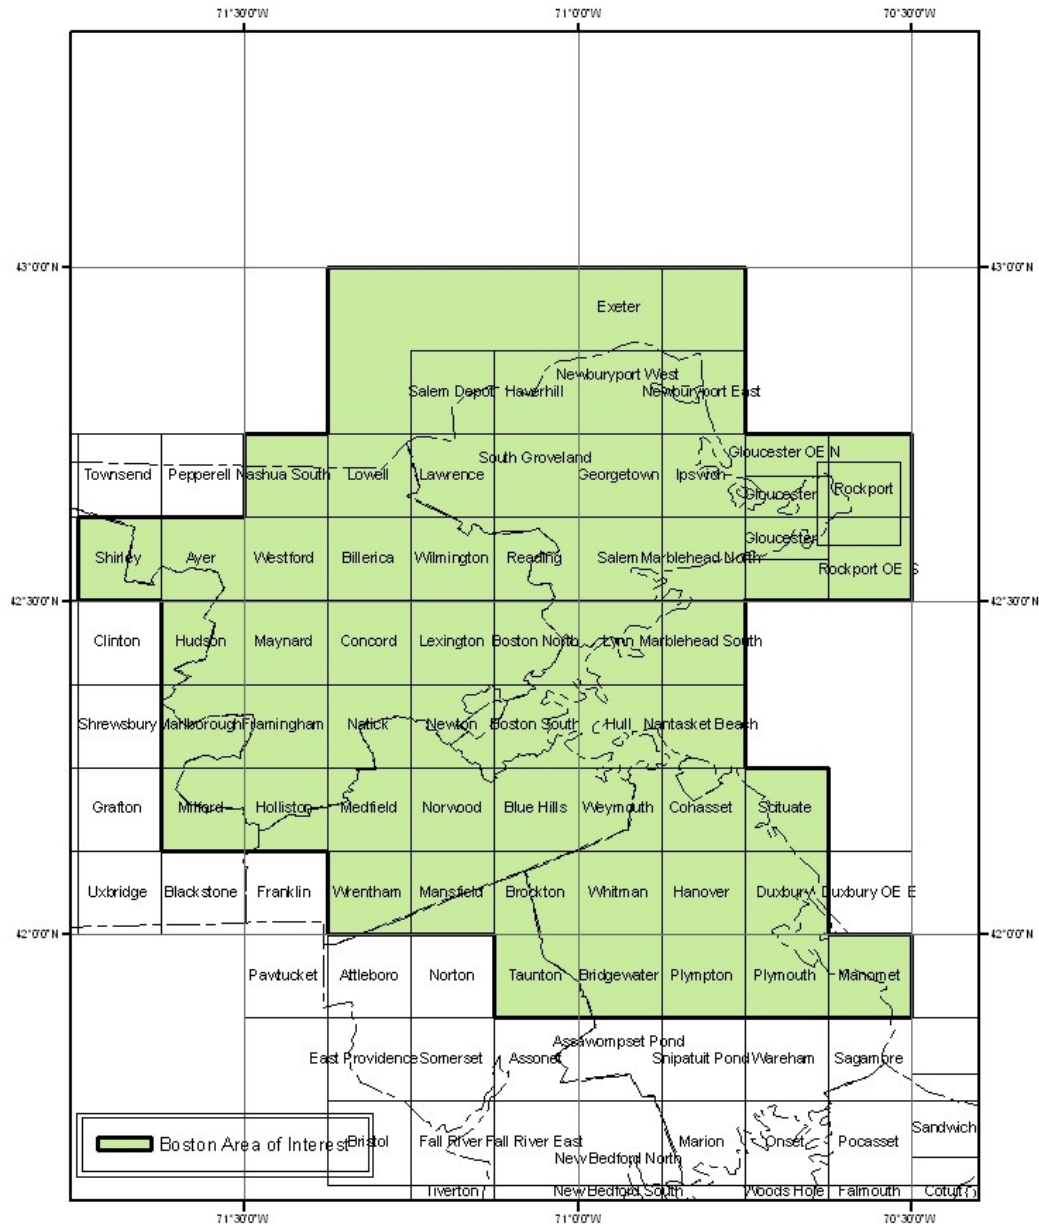 71°30'0"W 71°0'0"W 70°30'0"W
43°0'0"N 43°0'0"N
Exeter
Newburyport West
Salem Depot Haverhill Newburyport East
Gloucester OE N
South Groveland
Townsend Pepperell Nashua South Lowell Lawrence Georgetown Ipswich
Rockport
Gloucester
Gloucester
Shirley Ayer Westford Billerica Wilmington Reading Salem Marblehead North
Rockport OE S
42°30'0"N 42°30'0"N
Clinton Hudson Maynard Concord Lexington Boston North Lynn Marblehead South
Shrewsbury Marlborough Framingham Natick Newton Boston South Hull Nantasket Beach
Grafton Milford Holliston Medfield Norwood Blue Hills Weymouth Cohasset Scituate
Uxbridge Blackstone Franklin Wrentham Mansfield Brockton Whitman Hanover Duxbury Duxbury OE E
42°0'0"N 42°0'0"N
Pawtucket Attleboro Norton Taunton Bridgewater Plympton Plymouth Manomet
Assawompset Pond
East Providence Somerset Assonet Snipatuit Pond Wareham Sagamore
Sandwich
Boston Area of Interest
Bristol Fall River Fall River East Marion Onset Pocasset
New Bedford North
Tiverton New Bedford South Woods Hole Falmouth Cotuit
71°30'0"W 71°0'0"W 70°30'0"W